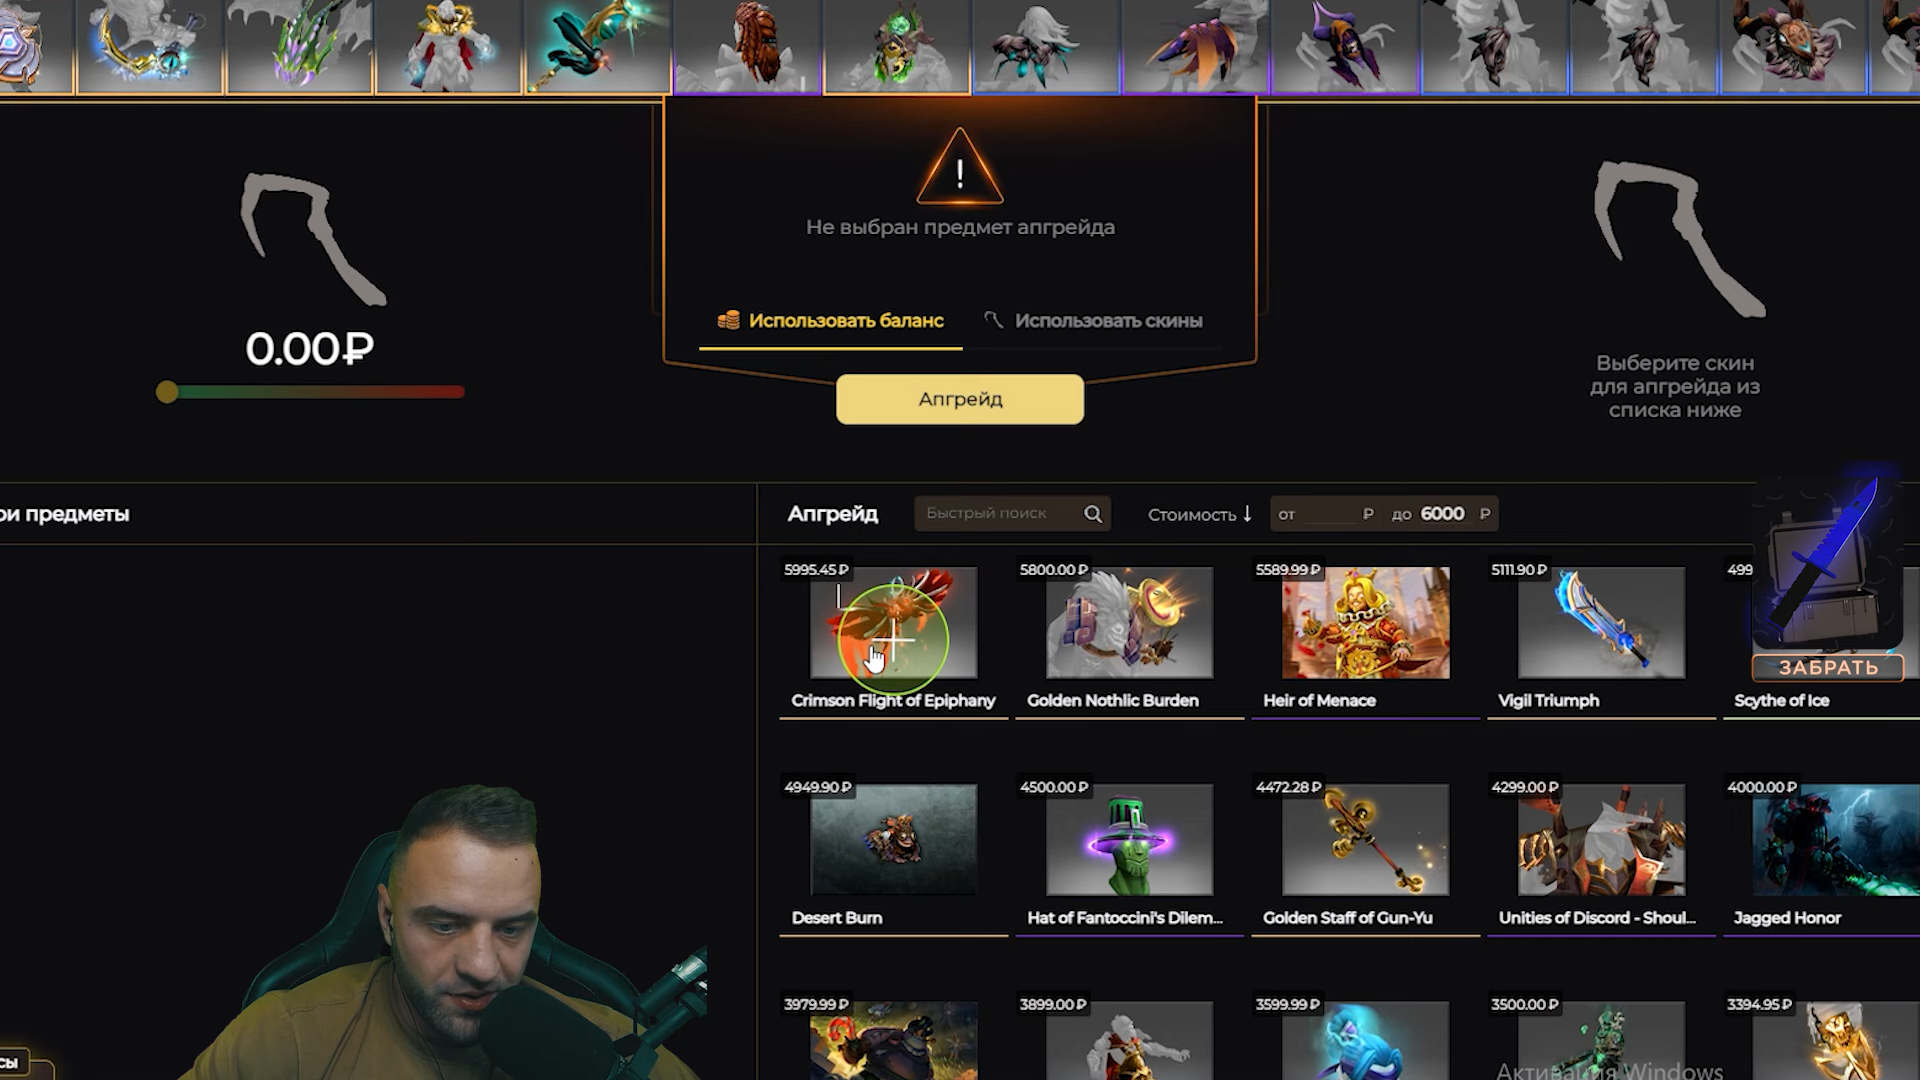 !
Не выбран предмет апгрейда
Использовать баланс
Использовать скины
0.00₽
Апгрейд
Выберите скин
для апгрейда из
списка ниже
предметы
Апгрейд
Быстрый поиск
Стоимость ↓
от ₽ до 6000 ₽
5995.45 ₽
5800.00 ₽
5589.99 ₽
5111.90 ₽
499
ЗАБРАТЬ
Crimson Flight of Epiphany
Golden Nothlic Burden
Heir of Menace
Vigil Triumph
Scythe of Ice
4949.90 ₽
4500.00 ₽
4472.28 ₽
4299.00 ₽
4000.00 ₽
Desert Burn
Hat of Fantoccini's Dilem...
Golden Staff of Gun-Yu
Unities of Discord - Shoul...
Jagged Honor
3979.99 ₽
3899.00 ₽
3599.99 ₽
3500.00 ₽
3394.95 ₽
Активация Windows